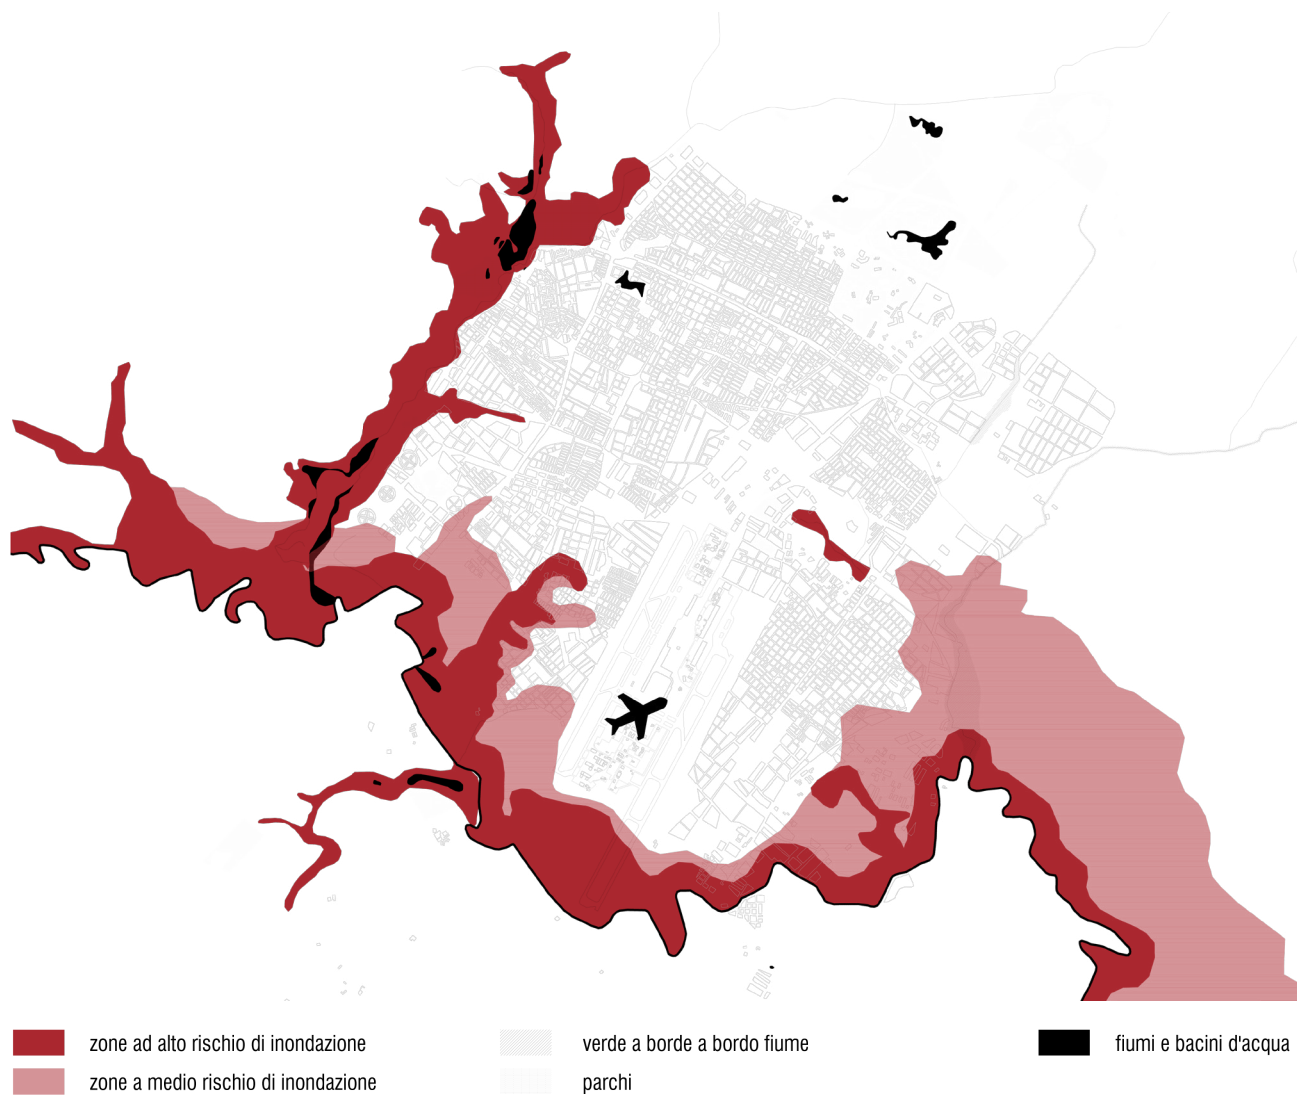 zone ad alto rischio di inondazione
zone a medio rischio di inondazione
verde a borde a bordo fiume
parchi
fiumi e bacini d'acqua